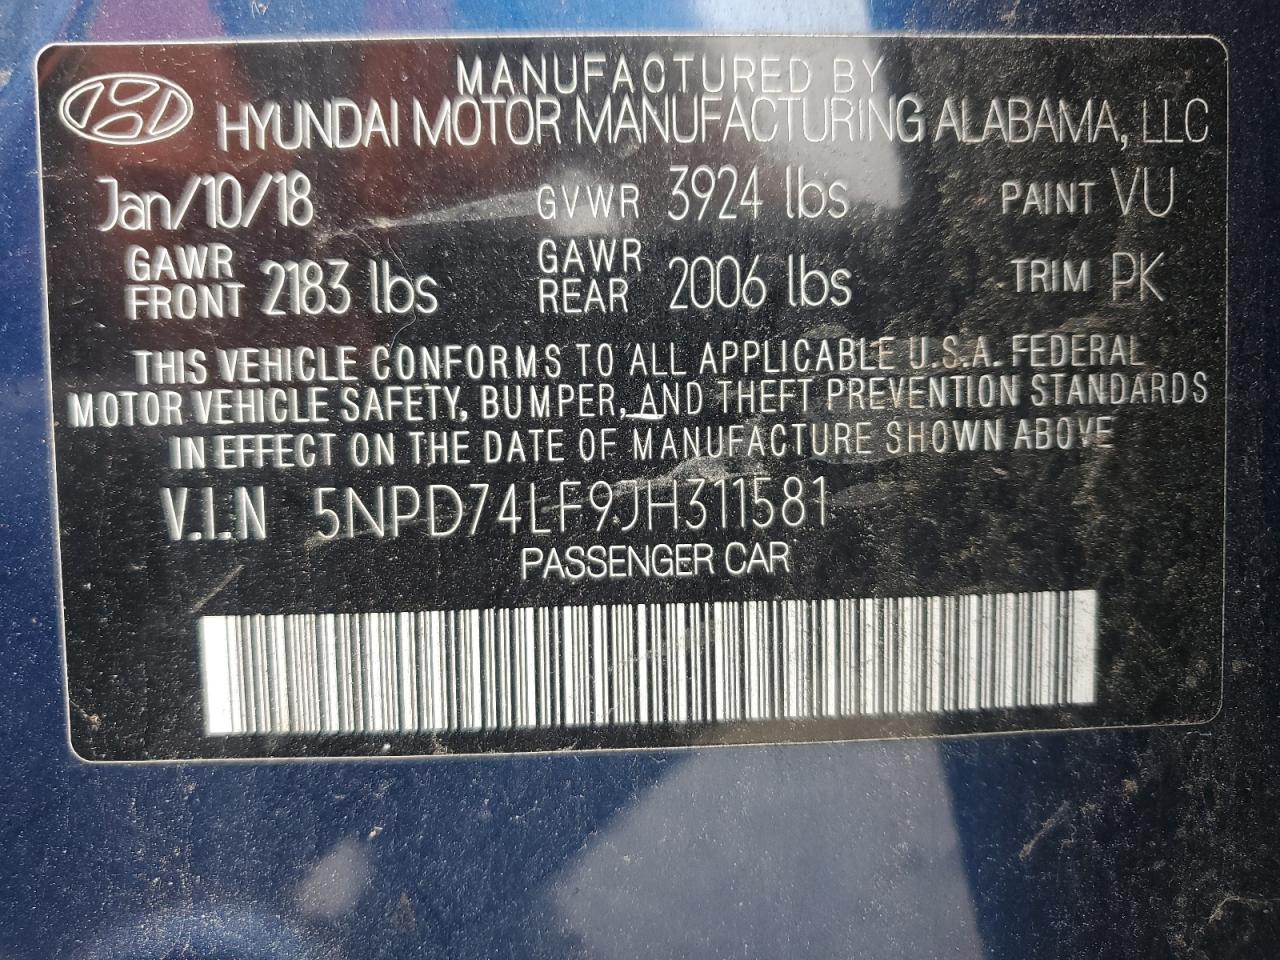 MANUFACTURED BY
HYUNDAI MOTOR MANUFACTURING ALABAMA, LLC
Jan/10/18 GVWR 3924 lbs PAINT VU
GAWR FRONT 2183 lbs GAWR REAR 2006 lbs TRIM PK
THIS VEHICLE CONFORMS TO ALL APPLICABLE U.S.A. FEDERAL
MOTOR VEHICLE SAFETY, BUMPER, AND THEFT PREVENTION STANDARDS
IN EFFECT ON THE DATE OF MANUFACTURE SHOWN ABOVE
V.I.N 5NPD74LF9JH311581
PASSENGER CAR